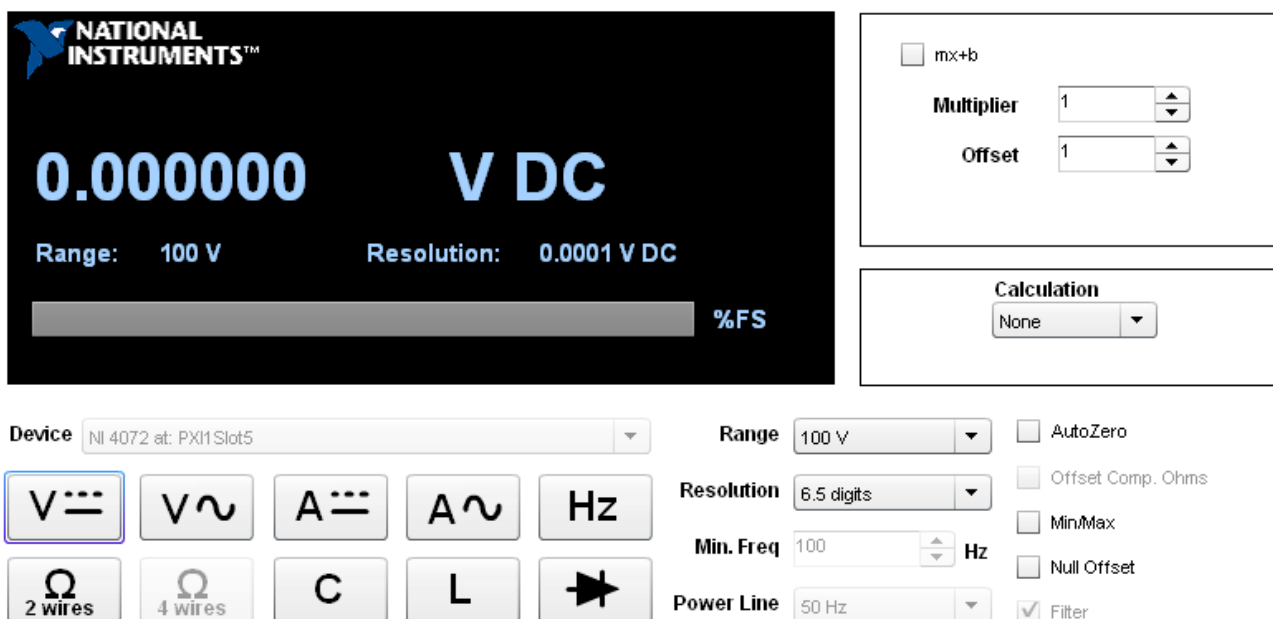 NATIONAL
INSTRUMENTS™
0.000000 V DC
Range: 100 V Resolution: 0.0001 V DC
%FS
mx+b
Multiplier 1
Offset 1
Calculation
None
Device NI 4072 at: PXI1Slot5
V V A A Hz
Ω
2 wires
Ω
4 wires
C L
Range 100 V
Resolution 6.5 digits
Min. Freq 100 Hz
Power Line 50 Hz
AutoZero
Offset Comp. Ohms
Min/Max
Null Offset
Filter